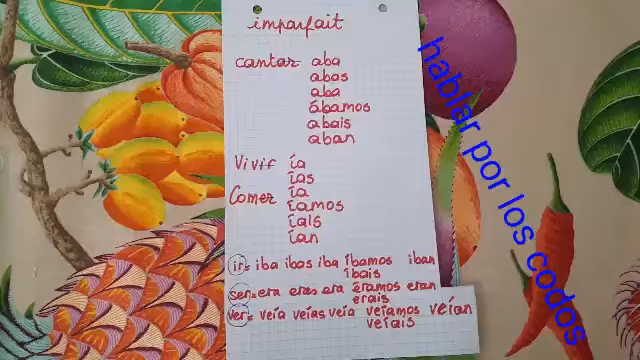 imparfait
cantar aba
abas
aba
ábamos
abais
aban
Vivir ía
ías
Comer ía
íamos
íais
ían
ir= iba ibas iba íbamos iban
ibais
ser= era eras era éramos eran
erais
ver= veía veías veía veíamos veían
veíais
hablar por los codos